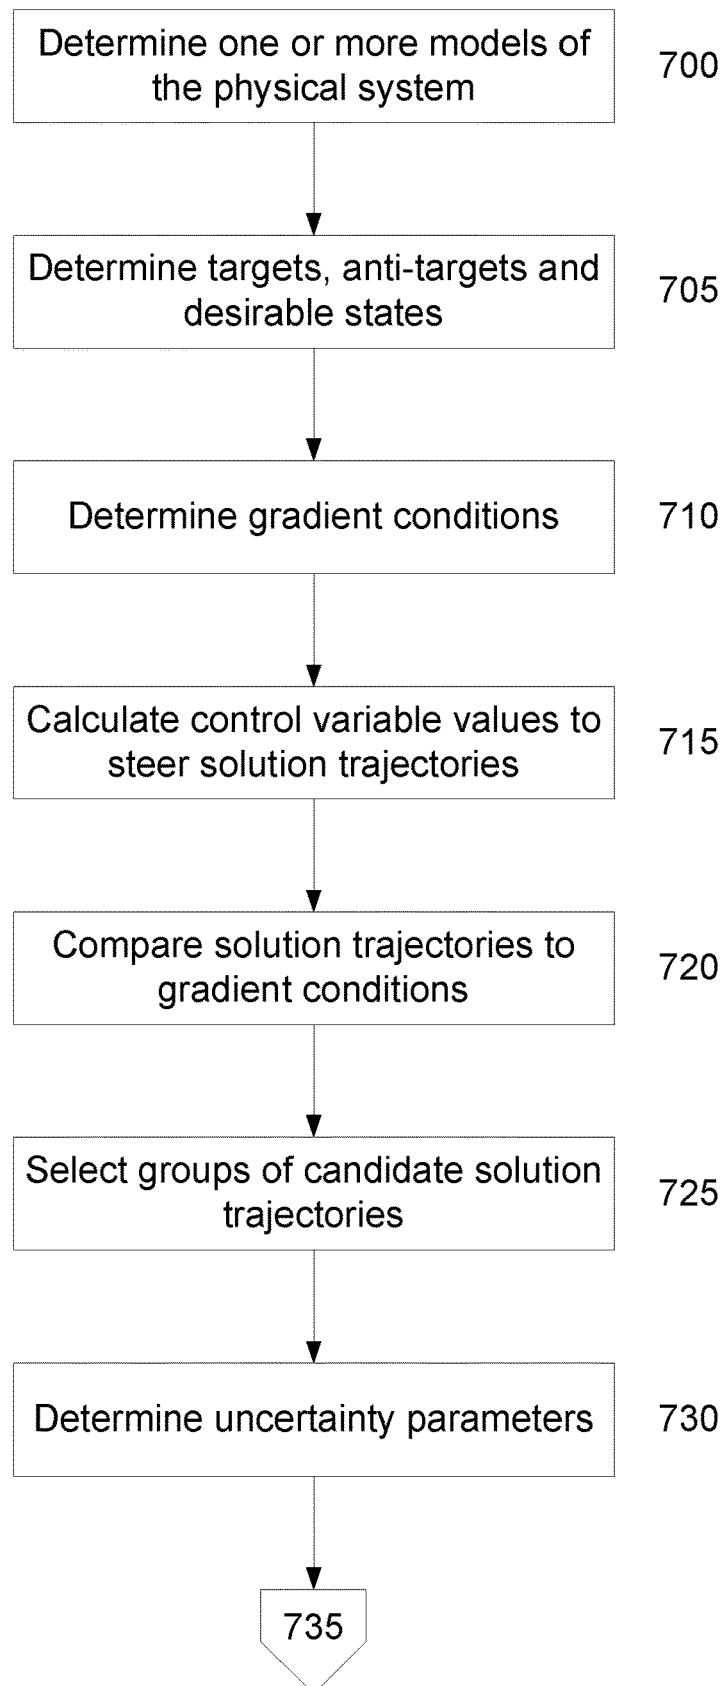 Determine one or more models of
the physical system
700
Determine targets, anti-targets and
desirable states
705
Determine gradient conditions
710
Calculate control variable values to
steer solution trajectories
715
Compare solution trajectories to
gradient conditions
720
Select groups of candidate solution
trajectories
725
Determine uncertainty parameters
730
735